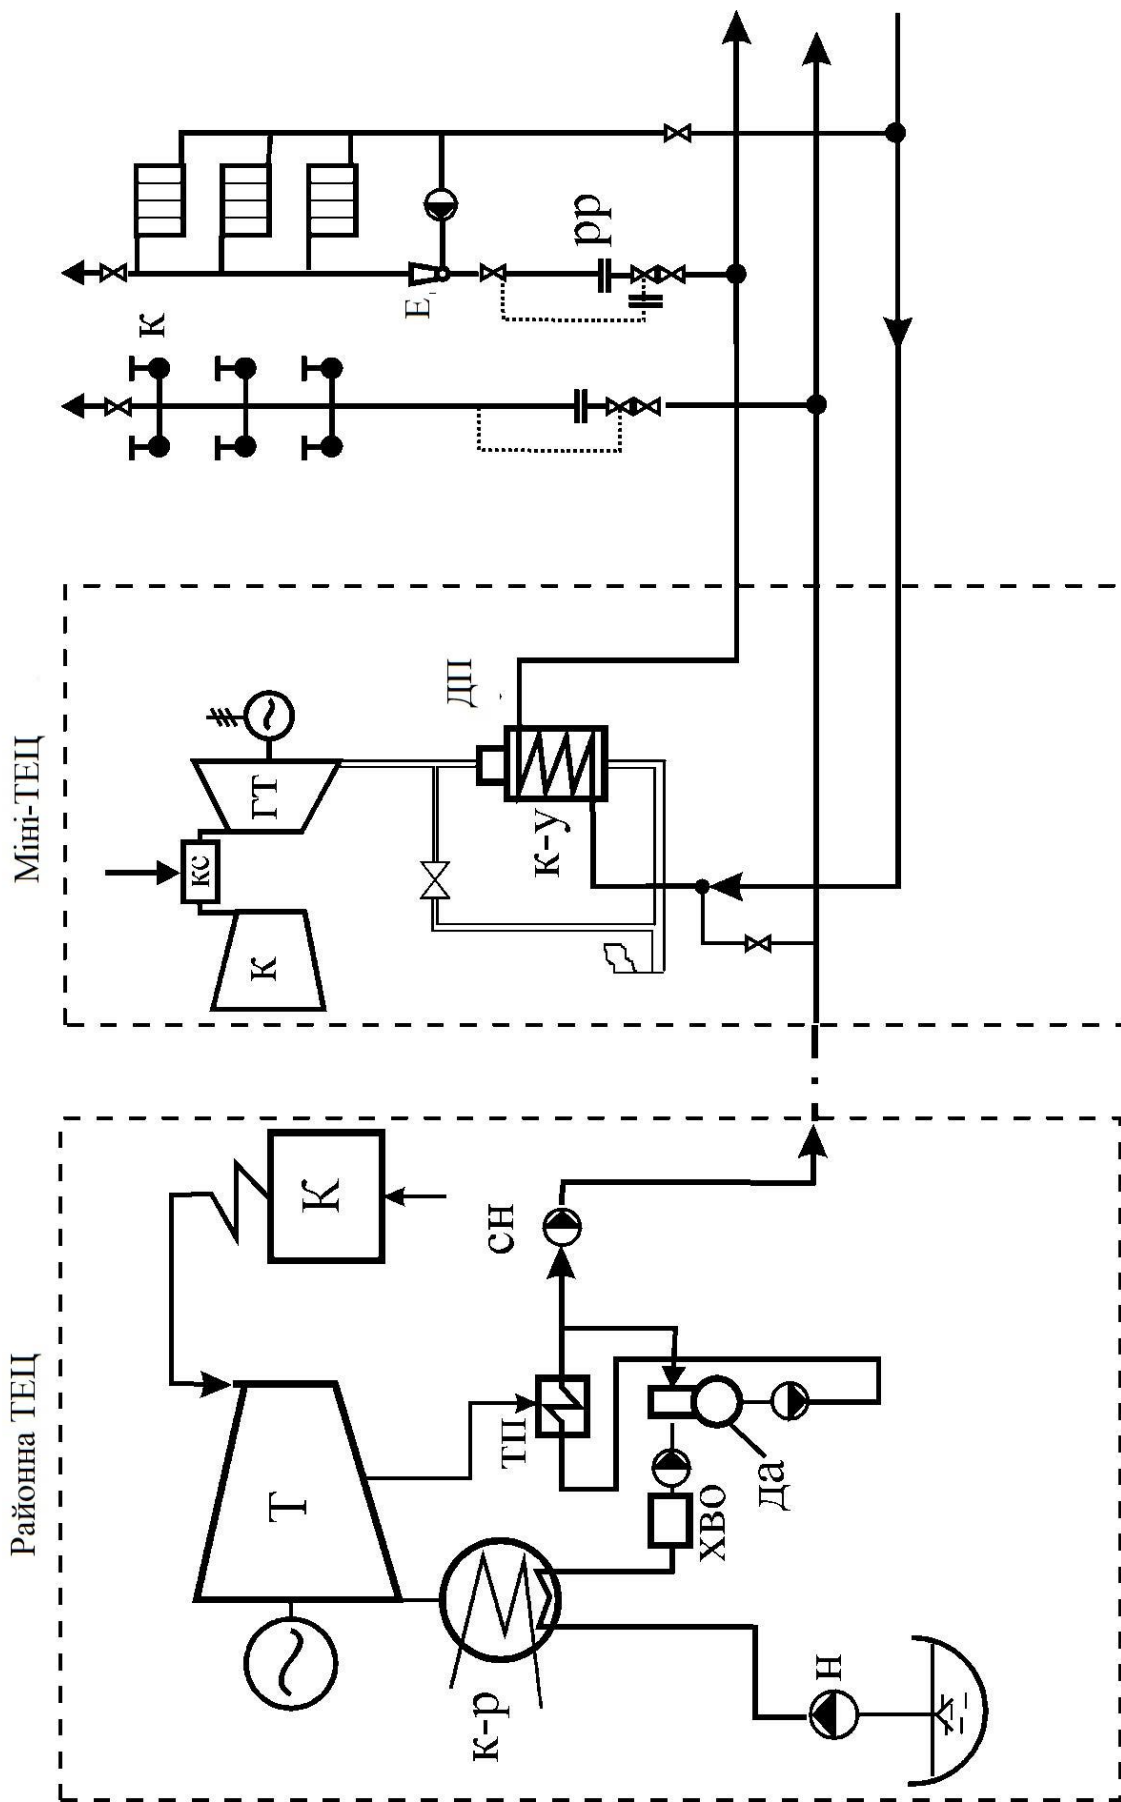 Районна ТЕЦ
Міні-ТЕЦ
Т
К
к-р
Н
ХВО
Да
ТП
СН
К
кс
ГТ
к-у
ДП
К
Е
рр